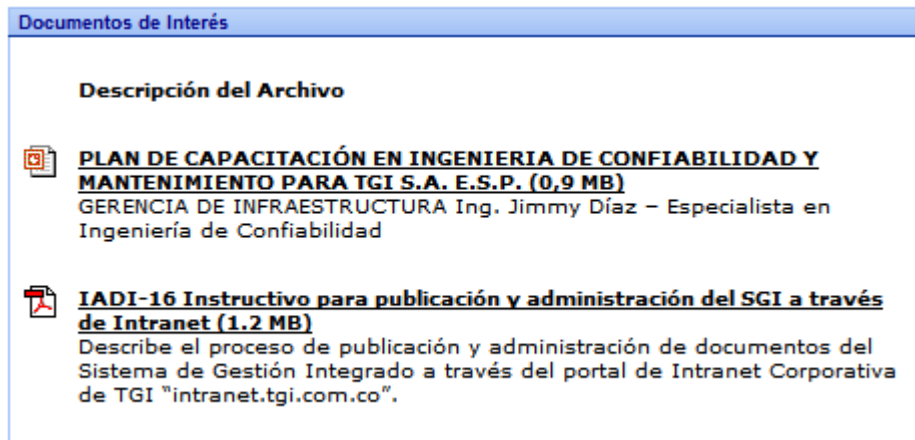 Documentos de Interés
Descripción del Archivo
PLAN DE CAPACITACIÓN EN INGENIERIA DE CONFIABILIDAD Y
MANTENIMIENTO PARA TGI S.A. E.S.P. (0,9 MB)
GERENCIA DE INFRAESTRUCTURA Ing. Jimmy Díaz – Especialista en
Ingeniería de Confiabilidad
IADI-16 Instructivo para publicación y administración del SGI a través
de Intranet (1.2 MB)
Describe el proceso de publicación y administración de documentos del
Sistema de Gestión Integrado a través del portal de Intranet Corporativa
de TGI “intranet.tgi.com.co”.